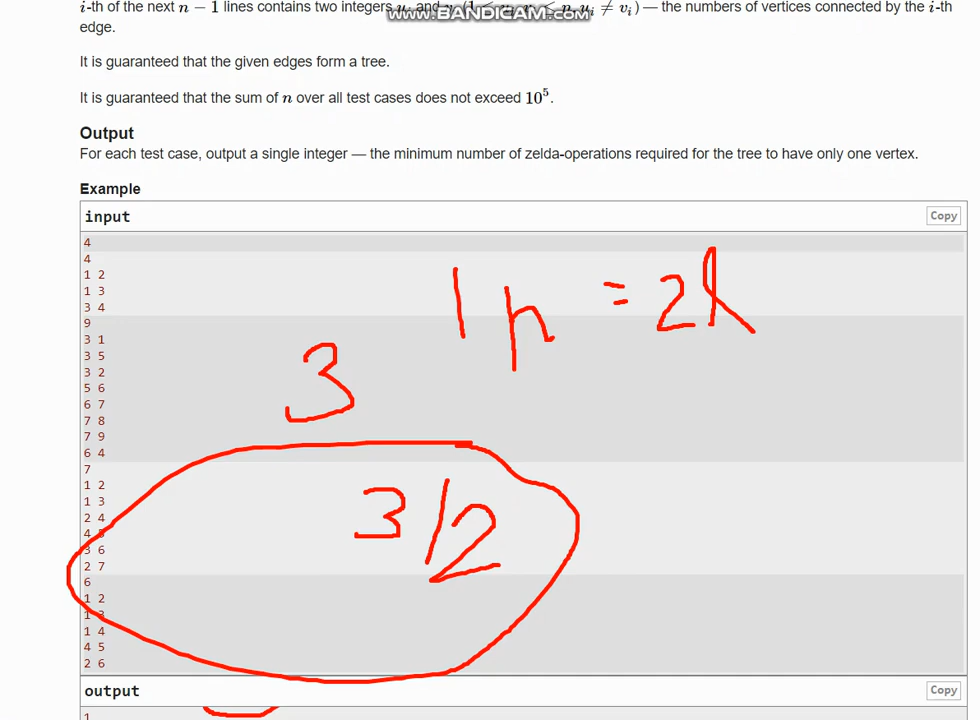 i-th of the next n − 1 lines contains two integers and n, u_i ≠ v_i) — the numbers of vertices connected by the i-th
WWW.BANDICAM.COM
edge.
It is guaranteed that the given edges form a tree.
It is guaranteed that the sum of n over all test cases does not exceed 10^5.
Output
For each test case, output a single integer — the minimum number of zelda-operations required for the tree to have only one vertex.
Example
input
Copy
4
4
1 2
1 3
3 4
9
3 1
3 5
3 2
5 6
6 7
7 8
7 9
6 4
7
1 2
1 3
2 4
4 5
3 6
2 7
6
1 2
1 3
1 4
4 5
2 6
= 2
3
3/2
output
Copy
1